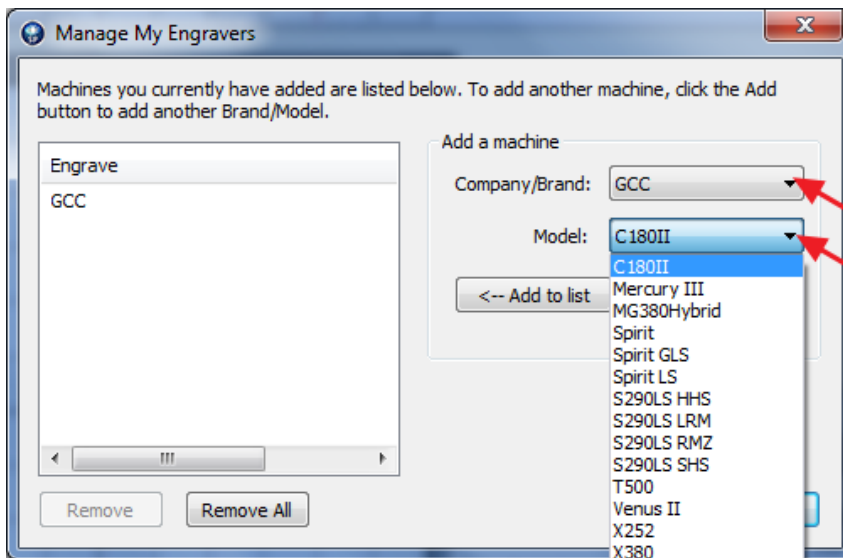 Manage My Engravers
Machines you currently have added are listed below. To add another machine, click the Add
button to add another Brand/Model.
Engrave
GCC
Add a machine
Company/Brand: GCC
Model: C180II
C180II
Mercury III
MG380Hybrid
Spirit
Spirit GLS
Spirit LS
S290LS HHS
S290LS LRM
S290LS RMZ
S290LS SHS
T500
Venus II
X252
X380
<-- Add to list
Remove
Remove All